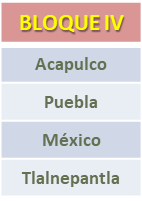 BLOQUE IV
Acapulco
Puebla
México
Tlalnepantla